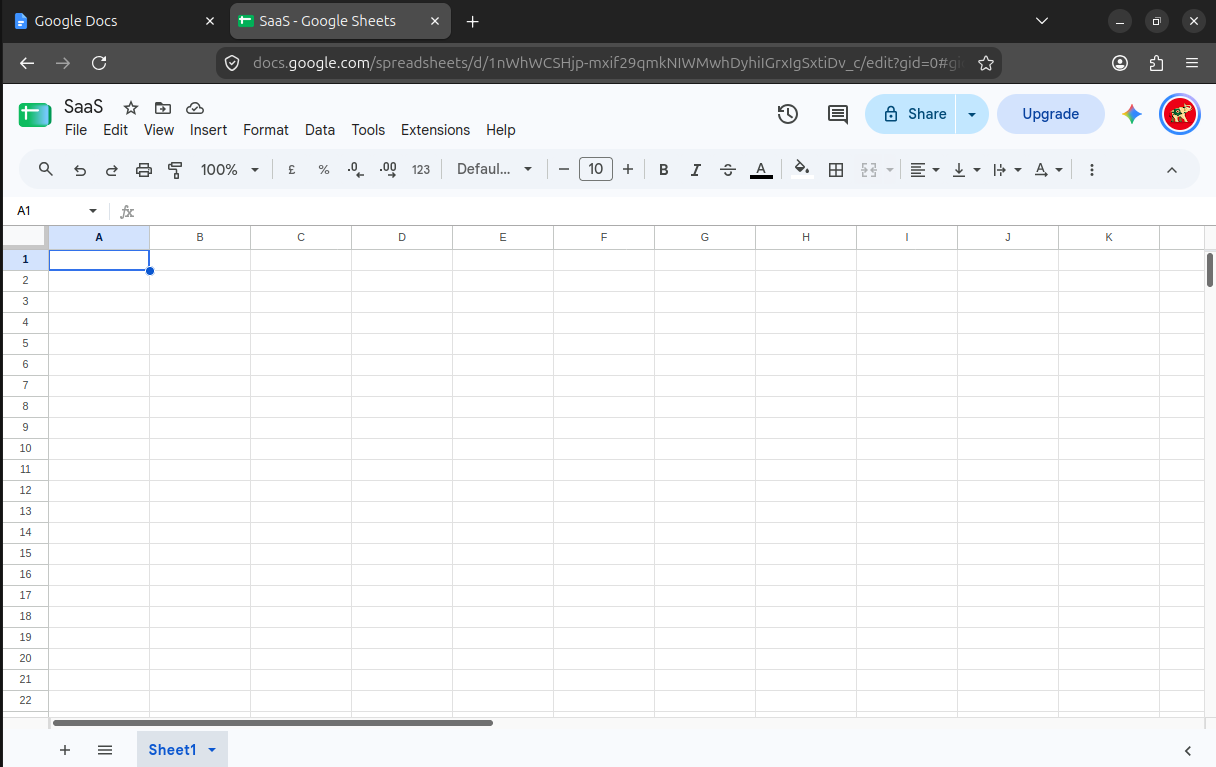 Google Docs
SaaS - Google Sheets
docs.google.com/spreadsheets/d/1nWhWCSHjp-mxif29qmkNIWMwhDyhiIGrxIgSxtiDv_c/edit?gid=0#gi
SaaS
File Edit View Insert Format Data Tools Extensions Help
Share
Upgrade
100% £ % .0 .00 123 Defaul... 10 B I A A
A1 fx
A B C D E F G H I J K
1
2
3
4
5
6
7
8
9
10
11
12
13
14
15
16
17
18
19
20
21
22
Sheet1